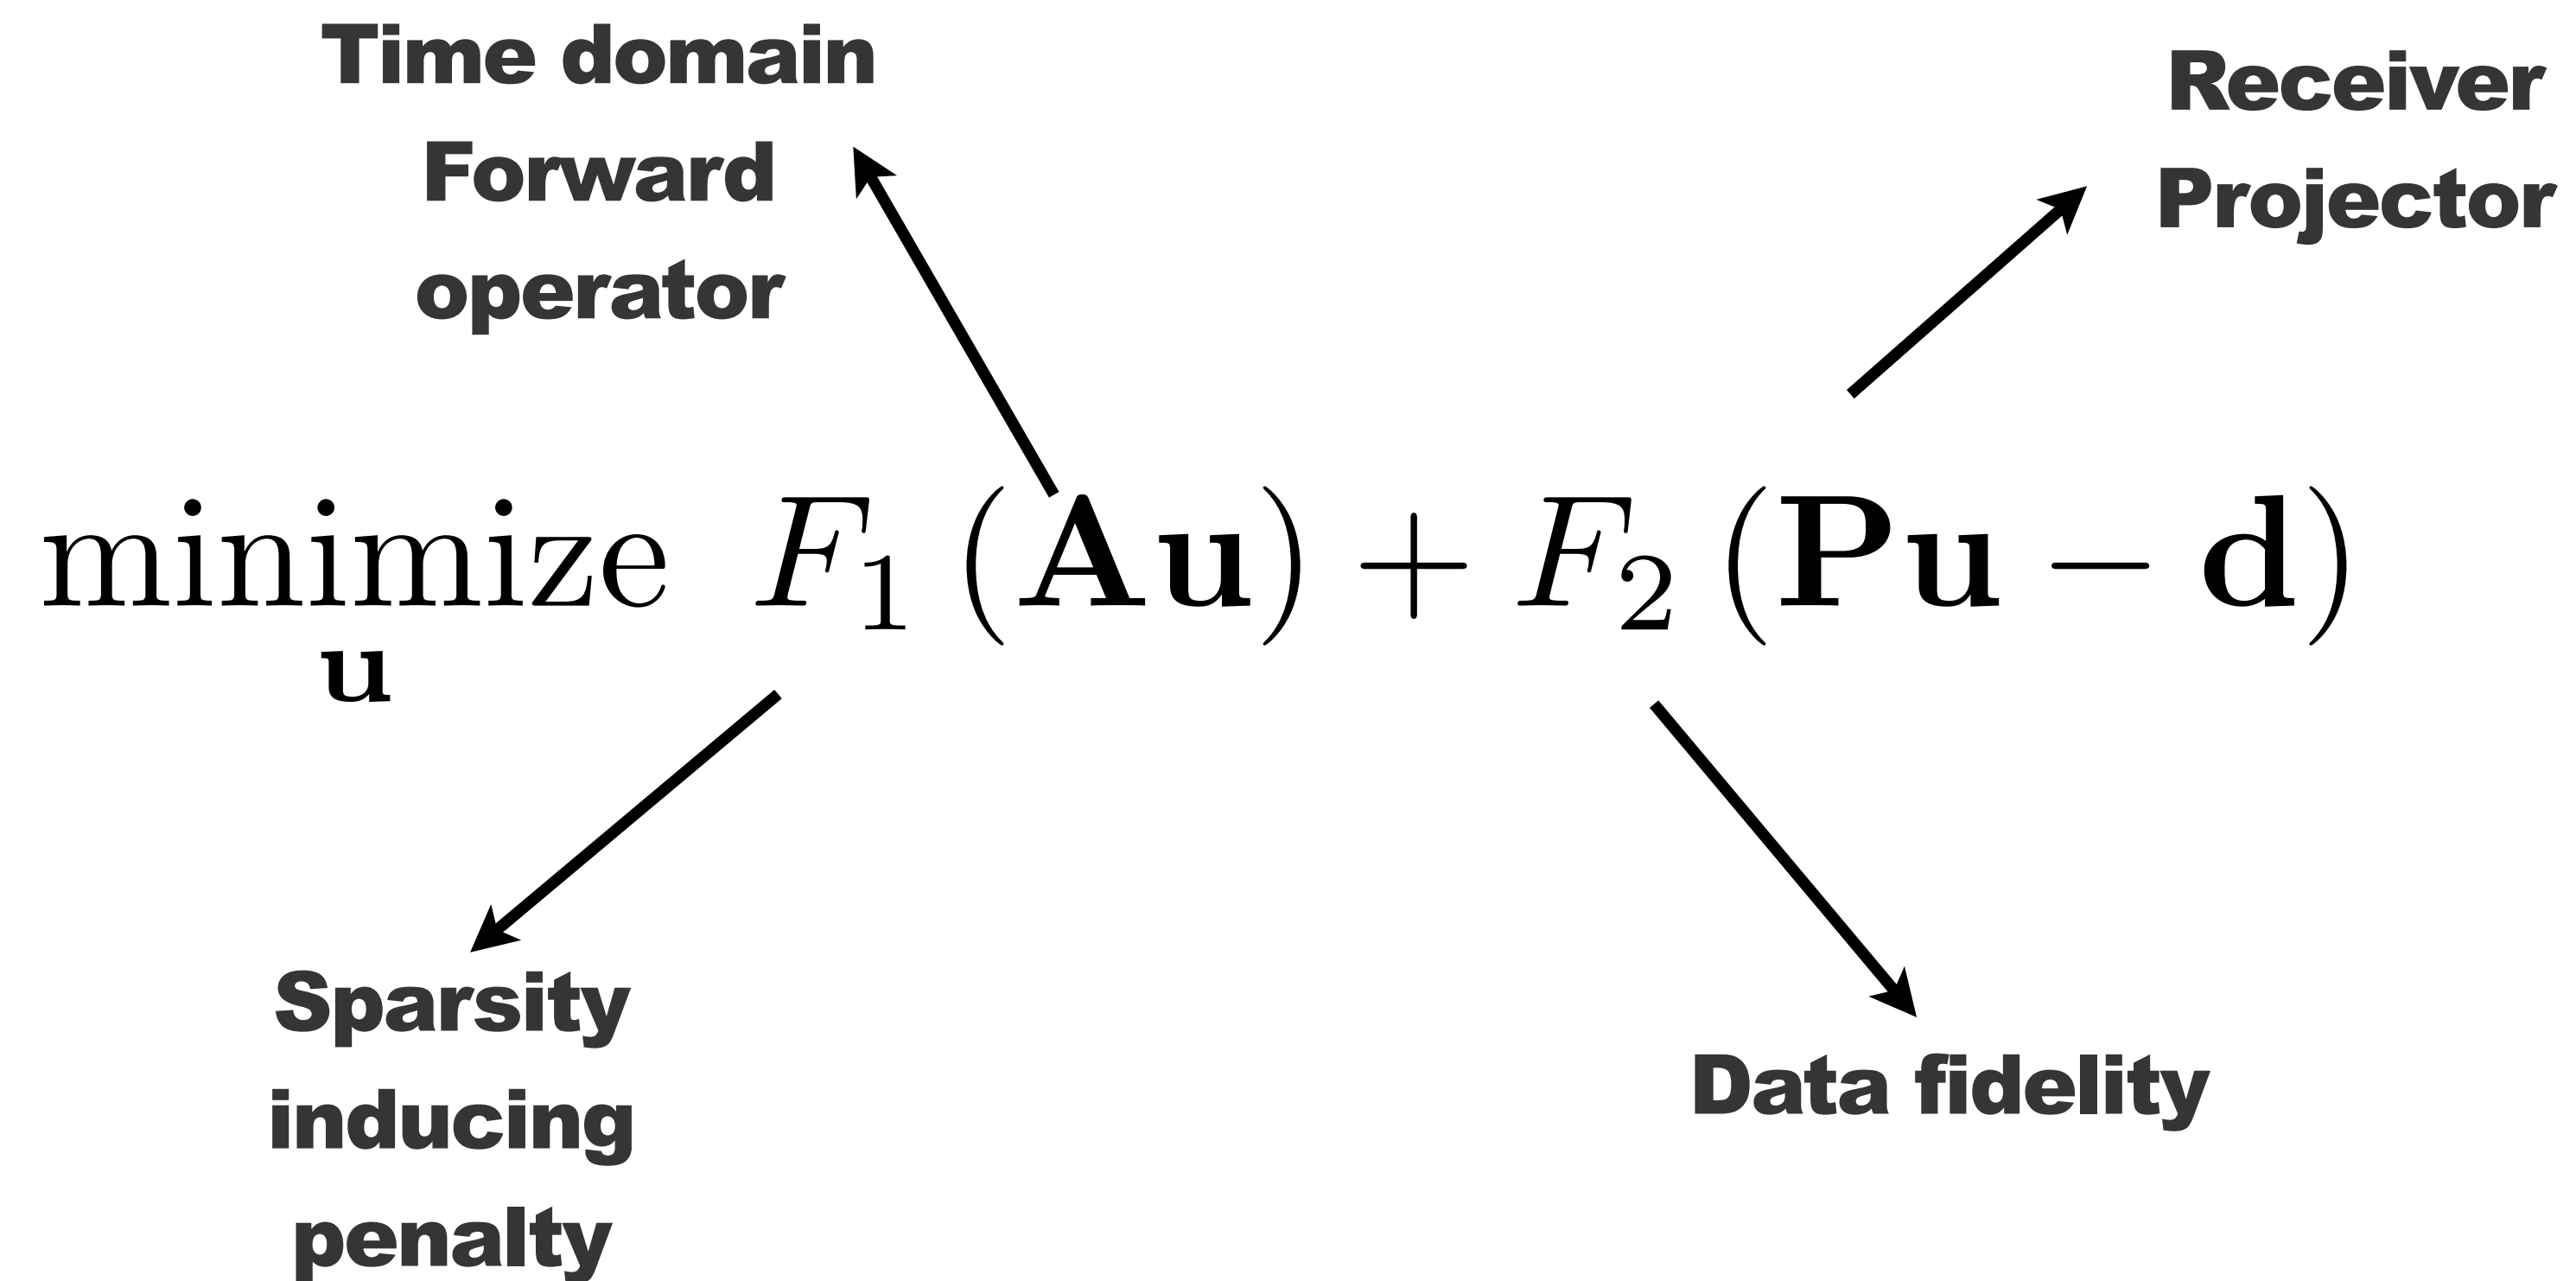 Time domain
Forward
operator
Receiver
Projector
minimize F₁ (Au) + F₂ (Pu − d)
u
Sparsity
inducing
penalty
Data fidelity